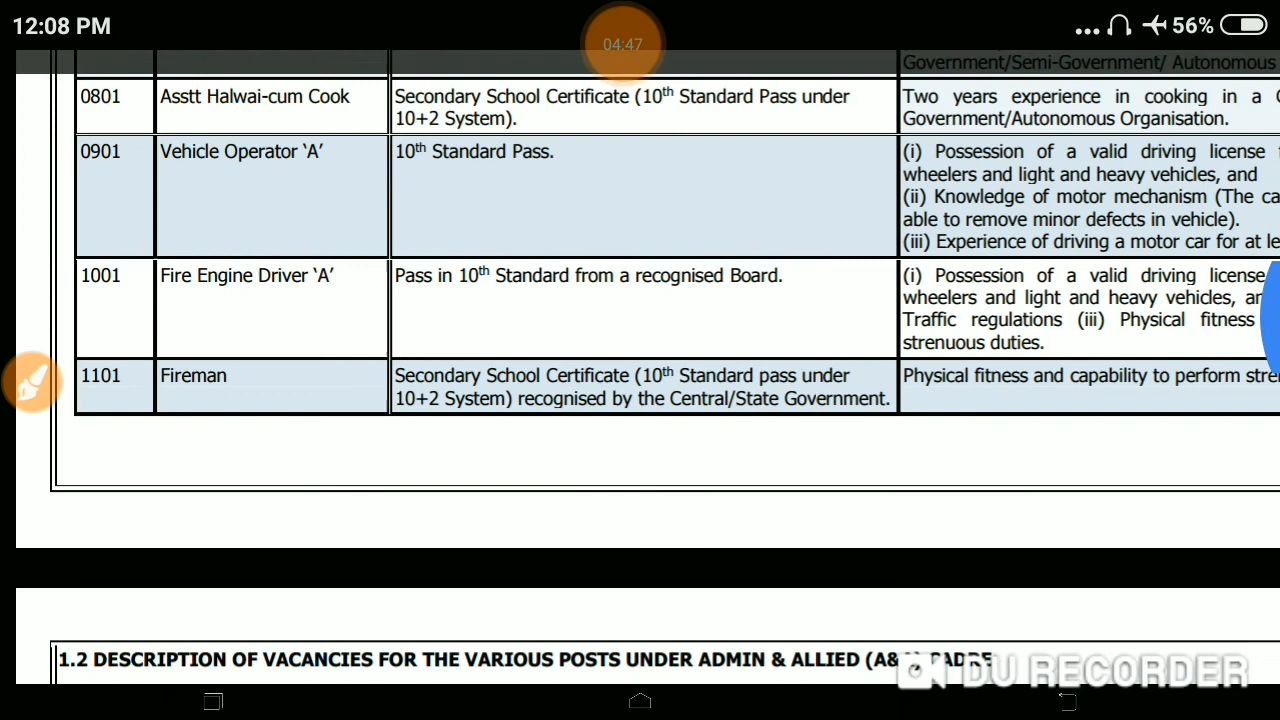 12:08 PM
04:47
56%
Government/Semi-Government/ Autonomous
0801 Asstt Halwai-cum Cook Secondary School Certificate (10th Standard Pass under 10+2 System). Two years experience in cooking in a
Government/Autonomous Organisation.
0901 Vehicle Operator ‘A’ 10th Standard Pass. (i) Possession of a valid driving license
wheelers and light and heavy vehicles, and
(ii) Knowledge of motor mechanism (The
able to remove minor defects in vehicle).
(iii) Experience of driving a motor car for at
1001 Fire Engine Driver ‘A’ Pass in 10th Standard from a recognised Board. (i) Possession of a valid driving license
wheelers and light and heavy vehicles,
Traffic regulations (iii) Physical fitness
strenuous duties.
1101 Fireman Secondary School Certificate (10th Standard pass under
10+2 System) recognised by the Central/State Government. Physical fitness and capability to perform
1.2 DESCRIPTION OF VACANCIES FOR THE VARIOUS POSTS UNDER ADMIN & ALLIED CADRE
DU RECORDER